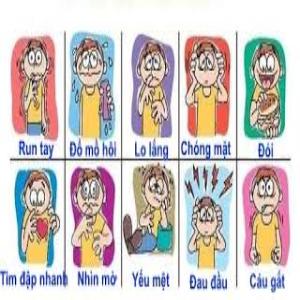 Run tay
Đổ mồ hôi
Lo lắng
Chóng mặt
Đói
Tim đập nhanh
Nhìn mờ
Yếu mệt
Đau đầu
Cáu gắt